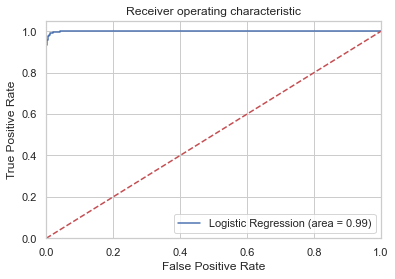 Receiver operating characteristic
True Positive Rate
1.0
0.8
0.6
0.4
0.2
0.0
Logistic Regression (area = 0.99)
0.0 0.2 0.4 0.6 0.8 1.0
False Positive Rate